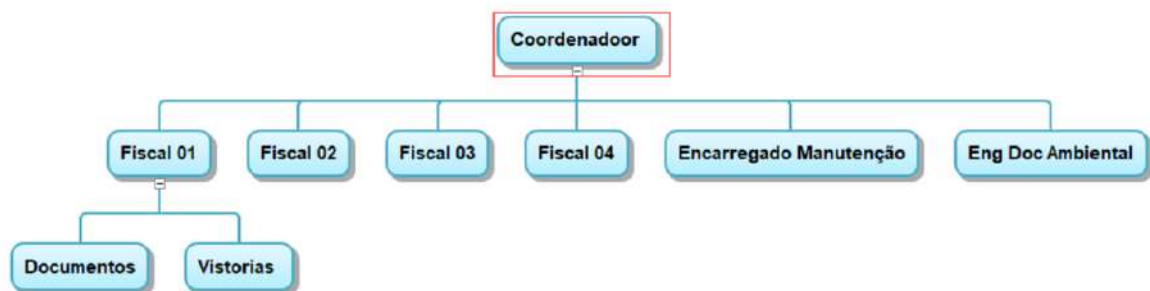 Coordenadoor
Fiscal 01
Fiscal 02
Fiscal 03
Fiscal 04
Encarregado Manutenção
Eng Doc Ambiental
Documentos
Vistorias